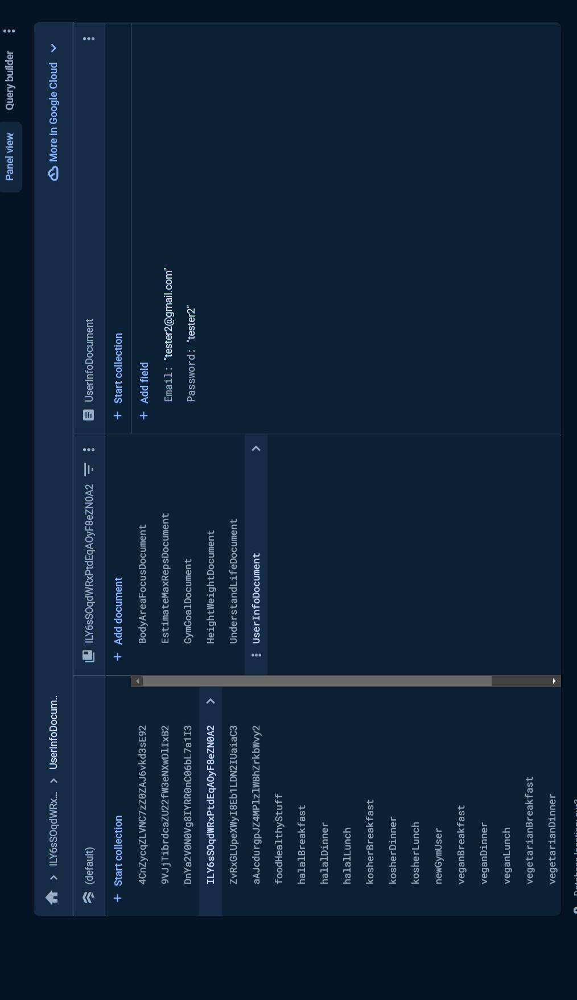 Panel view
Query builder
ILY6sSOqdWRx...
UserInfoDocum..
More in Google Cloud
(default)
Start collection
4CnZycqZLVNC7zZ0ZAJ6vkd3sE92
9VJjTibrdcaZU22fW3eNXwDlIxB2
DnYa2V0N0Vg8IYRR0nC06bL7a1I3
ILY6sSOqdWRxPtdEqAOyF8eZN0A2
ZvRxGLUpeXWyI8Eb1LDN2IUaiaC3
aAJcdurgpJZ4MPlzlWBhZrkbWvy2
foodHealthyStuff
halalBreakfast
halalDinner
halalLunch
kosherBreakfast
kosherDinner
kosherLunch
newGymUser
veganBreakfast
veganDinner
veganLunch
vegetarianBreakfast
vegetarianDinner
ILY6sSOqdWRxPtdEqAOyF8eZN0A2
Add document
BodyAreaFocusDocument
EstimateMaxRepsDocument
GymGoalDocument
HeightWeightDocument
UnderstandLifeDocument
UserInfoDocument
UserInfoDocument
Start collection
Add field
Email: "tester2@gmail.com"
Password: "tester2"